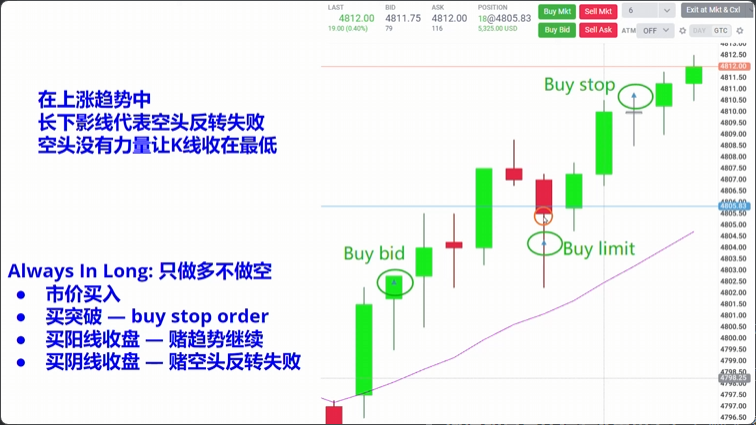 LAST
4812.00
19.00 (0.40%)
BID
4811.75
79
ASK
4812.00
116
POSITION
18@4805.83
5,325.00 USD
Buy Mkt
Sell Mkt
6
Exit at Mkt & Cxl
Buy Bid
Sell Ask
ATM
OFF
DAY
GTC
在上涨趋势中
长下影线代表空头反转失败
空头没有力量让K线收在最低
Always In Long: 只做多不做空
● 市价买入
● 买突破 — buy stop order
● 买阳线收盘 — 赌趋势继续
● 买阴线收盘 — 赌空头反转失败
Buy bid
Buy limit
Buy stop
4813.00
4812.50
4812.00
4811.50
4811.00
4810.50
4810.00
4809.50
4809.00
4808.50
4808.00
4807.50
4807.00
4806.50
4805.83
4805.00
4804.50
4804.00
4803.50
4803.00
4802.50
4802.00
4801.50
4801.00
4800.50
4800.00
4799.50
4799.00
4798.25
4797.50
4797.00
4796.50